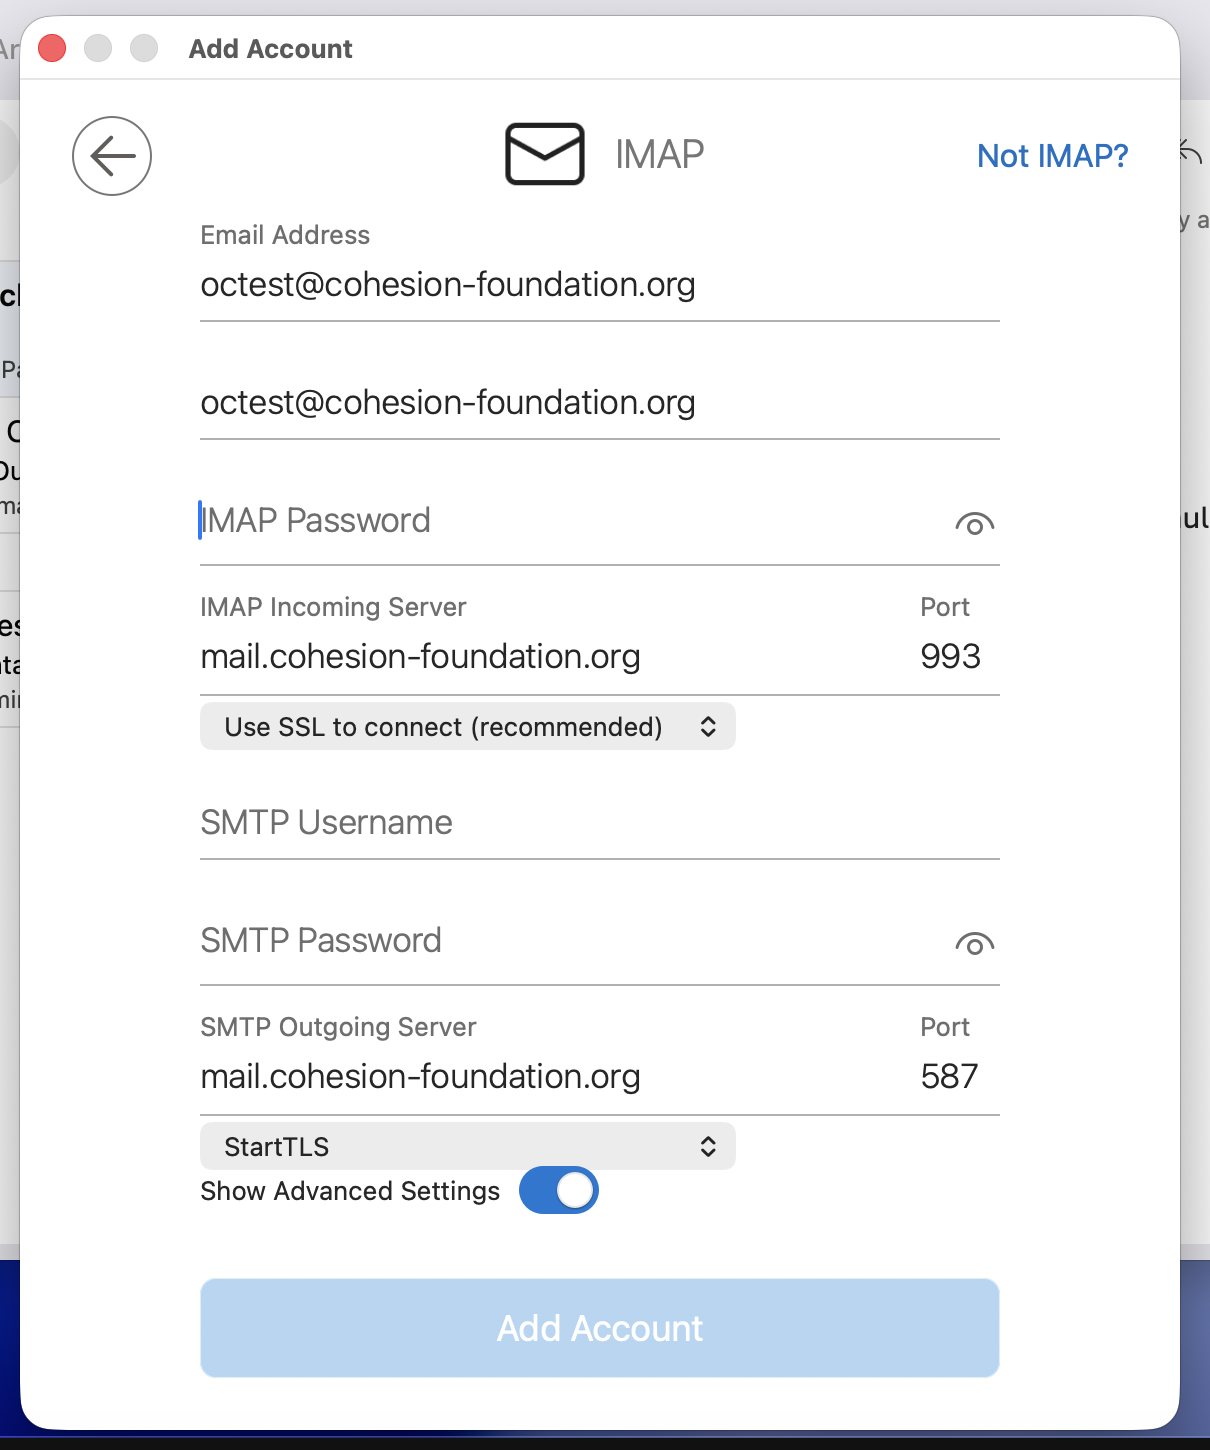 Add Account
IMAP
Not IMAP?
Email Address
octest@cohesion-foundation.org
octest@cohesion-foundation.org
IMAP Password
IMAP Incoming Server Port
mail.cohesion-foundation.org 993
Use SSL to connect (recommended)
SMTP Username
SMTP Password
SMTP Outgoing Server Port
mail.cohesion-foundation.org 587
StartTLS
Show Advanced Settings
Add Account